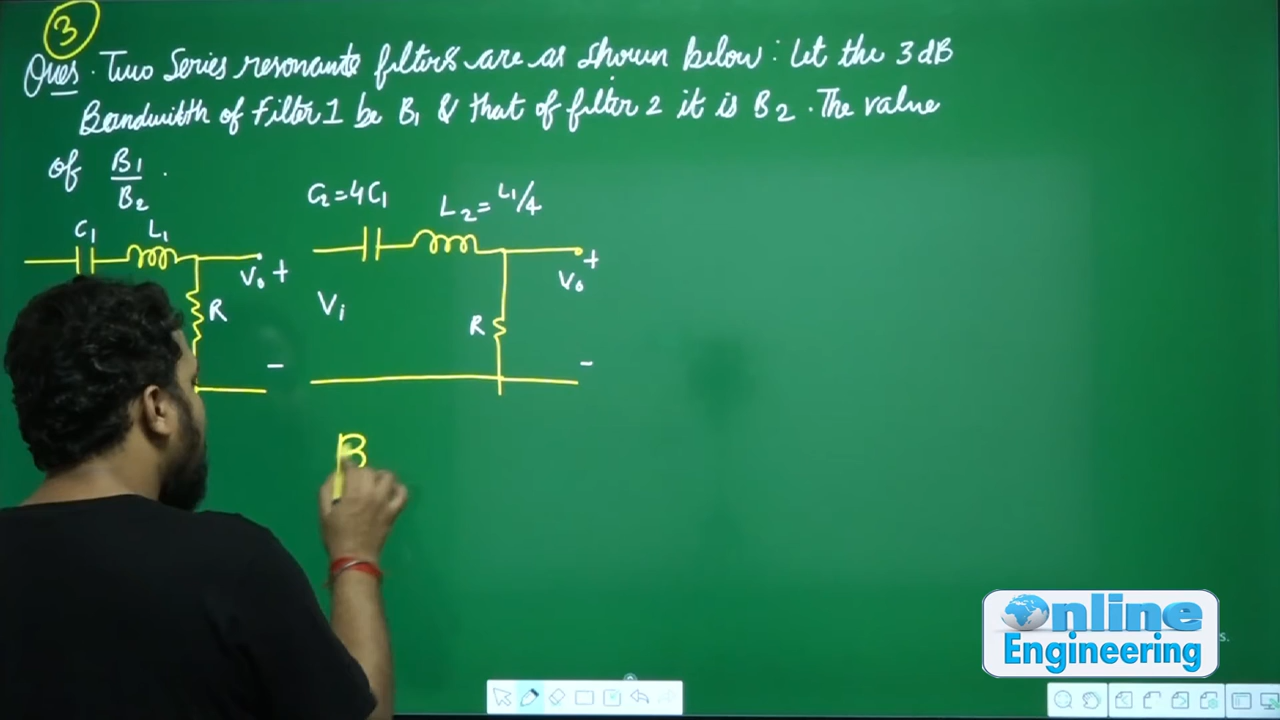 3
Ques. Two Series resonante filters are as shown below: Let the 3dB
Bandwidth of Filter 1 be B1 & that of filter 2 it is B2. The value
of B1/B2.
C1 L1 R V0 + -
C2=4C1 L2=L1/4
Vi R V0 + -
B
Online
Engineering
s.